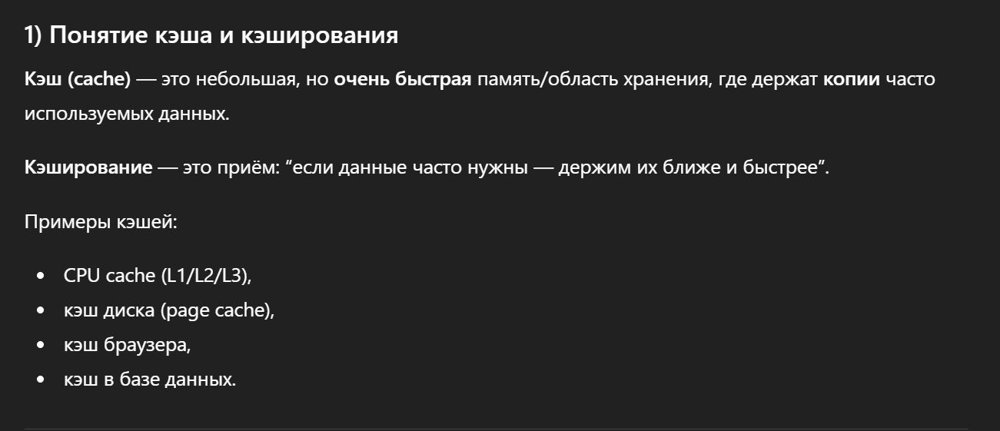 1) Понятие кэша и кэширования
Кэш (cache) — это небольшая, но очень быстрая память/область хранения, где держат копии часто
используемых данных.
Кэширование — это приём: “если данные часто нужны — держим их ближе и быстрее”.
Примеры кэшей:
• CPU cache (L1/L2/L3),
• кэш диска (page cache),
• кэш браузера,
• кэш в базе данных.